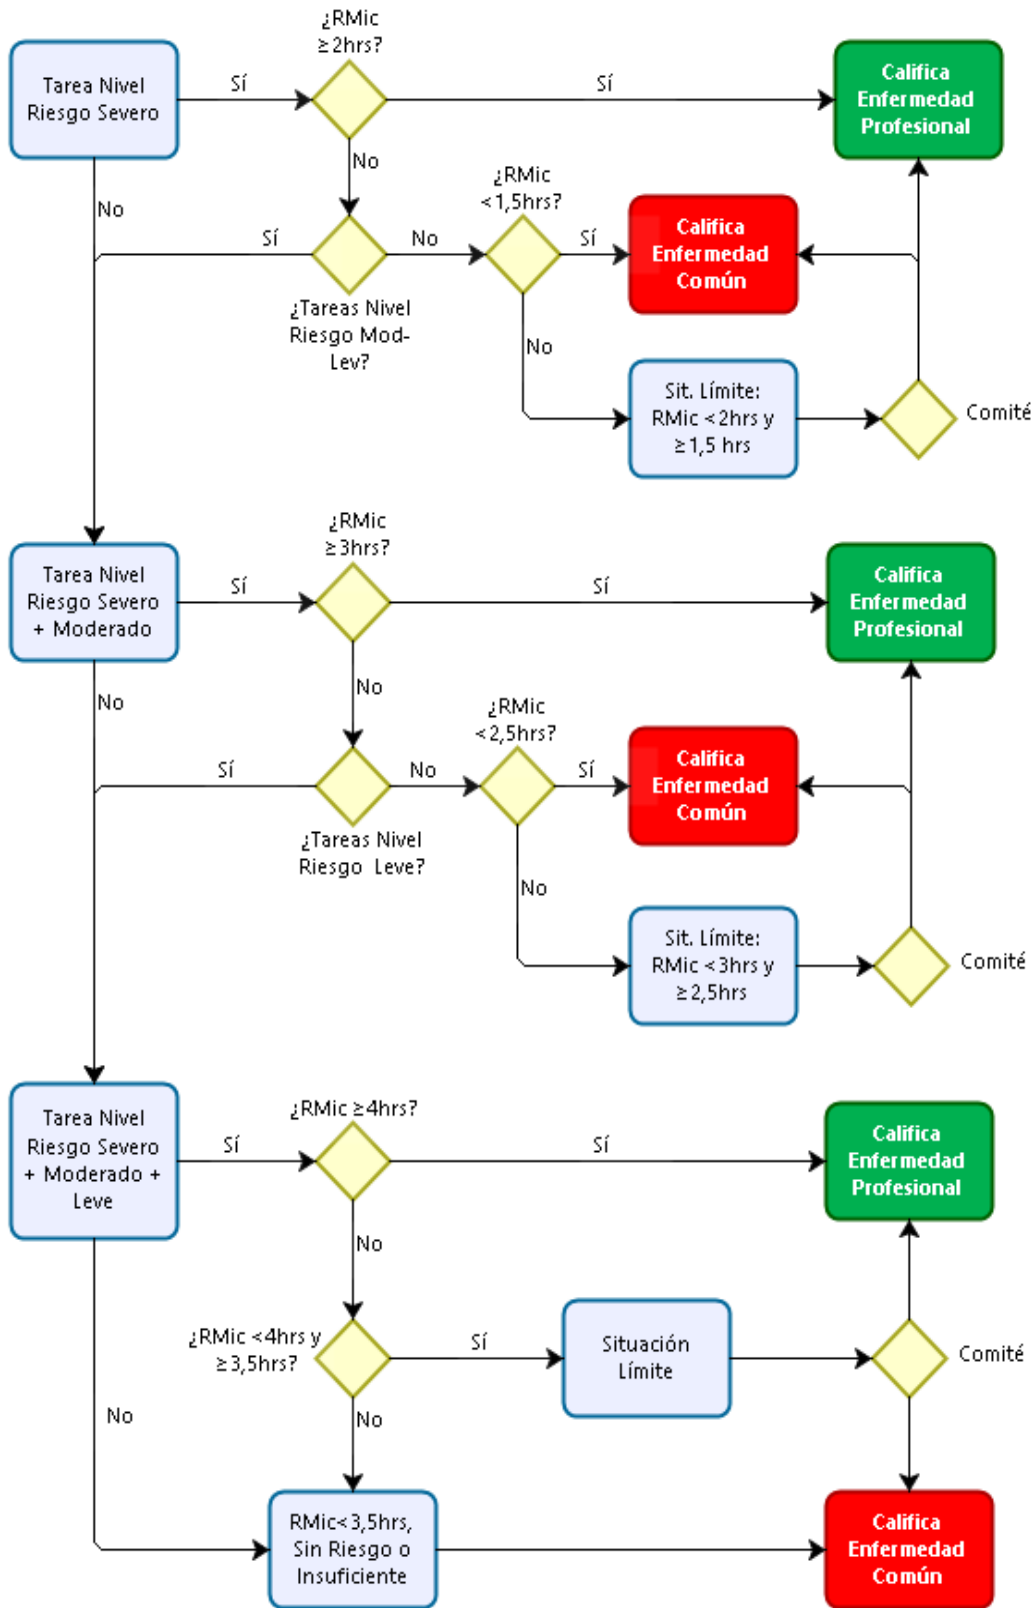 ¿RMic
≥2hrs?
Tarea Nivel
Riesgo Severo
Sí
Sí
Califica
Enfermedad
Profesional
No
No
¿RMic
<1,5hrs?
Sí
No
Sí
Califica
Enfermedad
Común
¿Tareas Nivel
Riesgo Mod-
Lev?
No
Sit. Límite:
RMic <2hrs y
≥1,5 hrs
Comité
¿RMic
≥3hrs?
Tarea Nivel
Riesgo Severo
+ Moderado
Sí
Sí
Califica
Enfermedad
Profesional
No
No
¿RMic
<2,5hrs?
Sí
No
Sí
Califica
Enfermedad
Común
¿Tareas Nivel
Riesgo  Leve?
No
Sit. Límite:
RMic <3hrs y
≥2,5hrs
Comité
¿RMic ≥4hrs?
Tarea Nivel
Riesgo Severo
+ Moderado +
Leve
Sí
Sí
Califica
Enfermedad
Profesional
No
¿RMic <4hrs y
≥3,5hrs?
Sí
Situación
Límite
Comité
No
No
RMic<3,5hrs,
Sin Riesgo o
Insuficiente
Califica
Enfermedad
Común